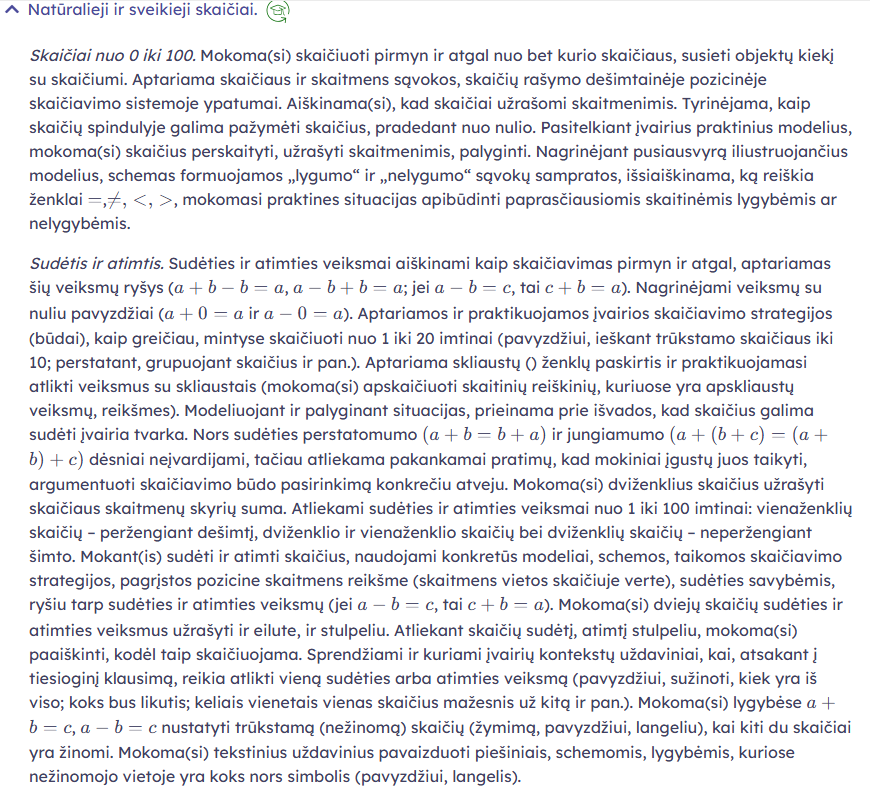 Natūralieji ir sveikieji skaičiai.
Skaičiai nuo 0 iki 100. Mokoma(si) skaičiuoti pirmyn ir atgal nuo bet kurio skaičiaus, susieti objektų kiekį
su skaičiumi. Aptariama skaičiaus ir skaitmens sąvokos, skaičių rašymo dešimtainėje pozicinėje
skaičiavimo sistemoje ypatumai. Aiškinama(si), kad skaičiai užrašomi skaitmenimis. Tyrinėjama, kaip
skaičių spindulyje galima pažymėti skaičius, pradedant nuo nulio. Pasitelkiant įvairius praktinius modelius,
mokoma(si) skaičius perskaityti, užrašyti skaitmenimis, palyginti. Nagrinėjant pusiausvyrą iliustruojančius
modelius, schemas formuojamos „lygumo“ ir „nelygumo“ sąvokų sampratos, išsiaiškinama, ką reiškia
ženklai =,≠, <, >, mokomasi praktines situacijas apibūdinti paprasčiausiomis skaitinėmis lygybėmis ar
nelygybėmis.
Sudėtis ir atimtis. Sudėties ir atimties veiksmai aiškinami kaip skaičiavimas pirmyn ir atgal, aptariamas
šių veiksmų ryšys (a + b − b = a, a − b + b = a; jei a − b = c, tai c + b = a). Nagrinėjami veiksmų su
nuliu pavyzdžiai (a + 0 = a ir a − 0 = a). Aptariamos ir praktikuojamos įvairios skaičiavimo strategijos
(būdai), kaip greičiau, mintyse skaičiuoti nuo 1 iki 20 imtinai (pavyzdžiui, ieškant trūkstamo skaičiaus iki
10; perstatant, grupuojant skaičius ir pan.). Aptariama skliaustų () ženklų paskirtis ir praktikuojamasi
atlikti veiksmus su skliaustais (mokoma(si) apskaičiuoti skaitinių reiškinių, kuriuose yra apskliaustų
veiksmų, reikšmes). Modeliuojant ir palyginant situacijas, prieinama prie išvados, kad skaičius galima
sudėti įvairia tvarka. Nors sudėties perstatomumo (a + b = b + a) ir jungiamumo (a + (b + c) = (a +
b) + c) dėsniai neįvardijami, tačiau atliekama pakankamai pratimų, kad mokiniai įgustų juos taikyti,
argumentuoti skaičiavimo būdo pasirinkimą konkrečiu atveju. Mokoma(si) dviženklius skaičius užrašyti
skaičiaus skaitmenų skyrių suma. Atliekami sudėties ir atimties veiksmai nuo 1 iki 100 imtinai: vienaženklių
skaičių – peržengiant dešimtį, dviženklio ir vienaženklio skaičių bei dviženklių skaičių – neperžengiant
šimto. Mokant(is) sudėti ir atimti skaičius, naudojami konkretūs modeliai, schemos, taikomos skaičiavimo
strategijos, pagrįstos pozicine skaitmens reikšme (skaitmens vietos skaičiuje verte), sudėties savybėmis,
ryšiu tarp sudėties ir atimties veiksmų (jei a − b = c, tai c + b = a). Mokoma(si) dviejų skaičių sudėties ir
atimties veiksmus užrašyti ir eilute, ir stulpeliu. Atliekant skaičių sudėtį, atimtį stulpeliu, mokoma(si)
paaiškinti, kodėl taip skaičiuojama. Sprendžiami ir kuriami įvairių kontekstų uždaviniai, kai, atsakant į
tiesioginį klausimą, reikia atlikti vieną sudėties arba atimties veiksmą (pavyzdžiui, sužinoti, kiek yra iš
viso; koks bus likutis; keliais vienetais vienas skaičius mažesnis už kitą ir pan.). Mokoma(si) lygybėse a +
b = c, a − b = c nustatyti trūkstamą (nežinomą) skaičių (žymimą, pavyzdžiui, langeliu), kai kiti du skaičiai
yra žinomi. Mokoma(si) tekstinius uždavinius pavaizduoti piešiniais, schemomis, lygybėmis, kuriose
nežinomojo vietoje yra koks nors simbolis (pavyzdžiui, langelis).